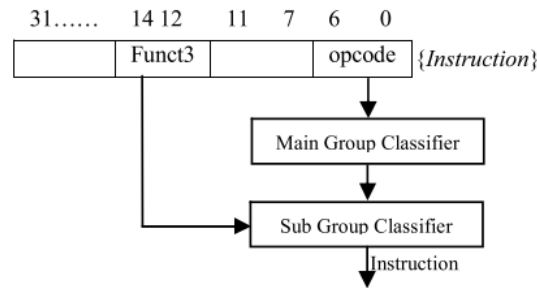 31...... 14 12 11 7 6 0
Funct3 opcode {Instruction}
Main Group Classifier
Sub Group Classifier
Instruction